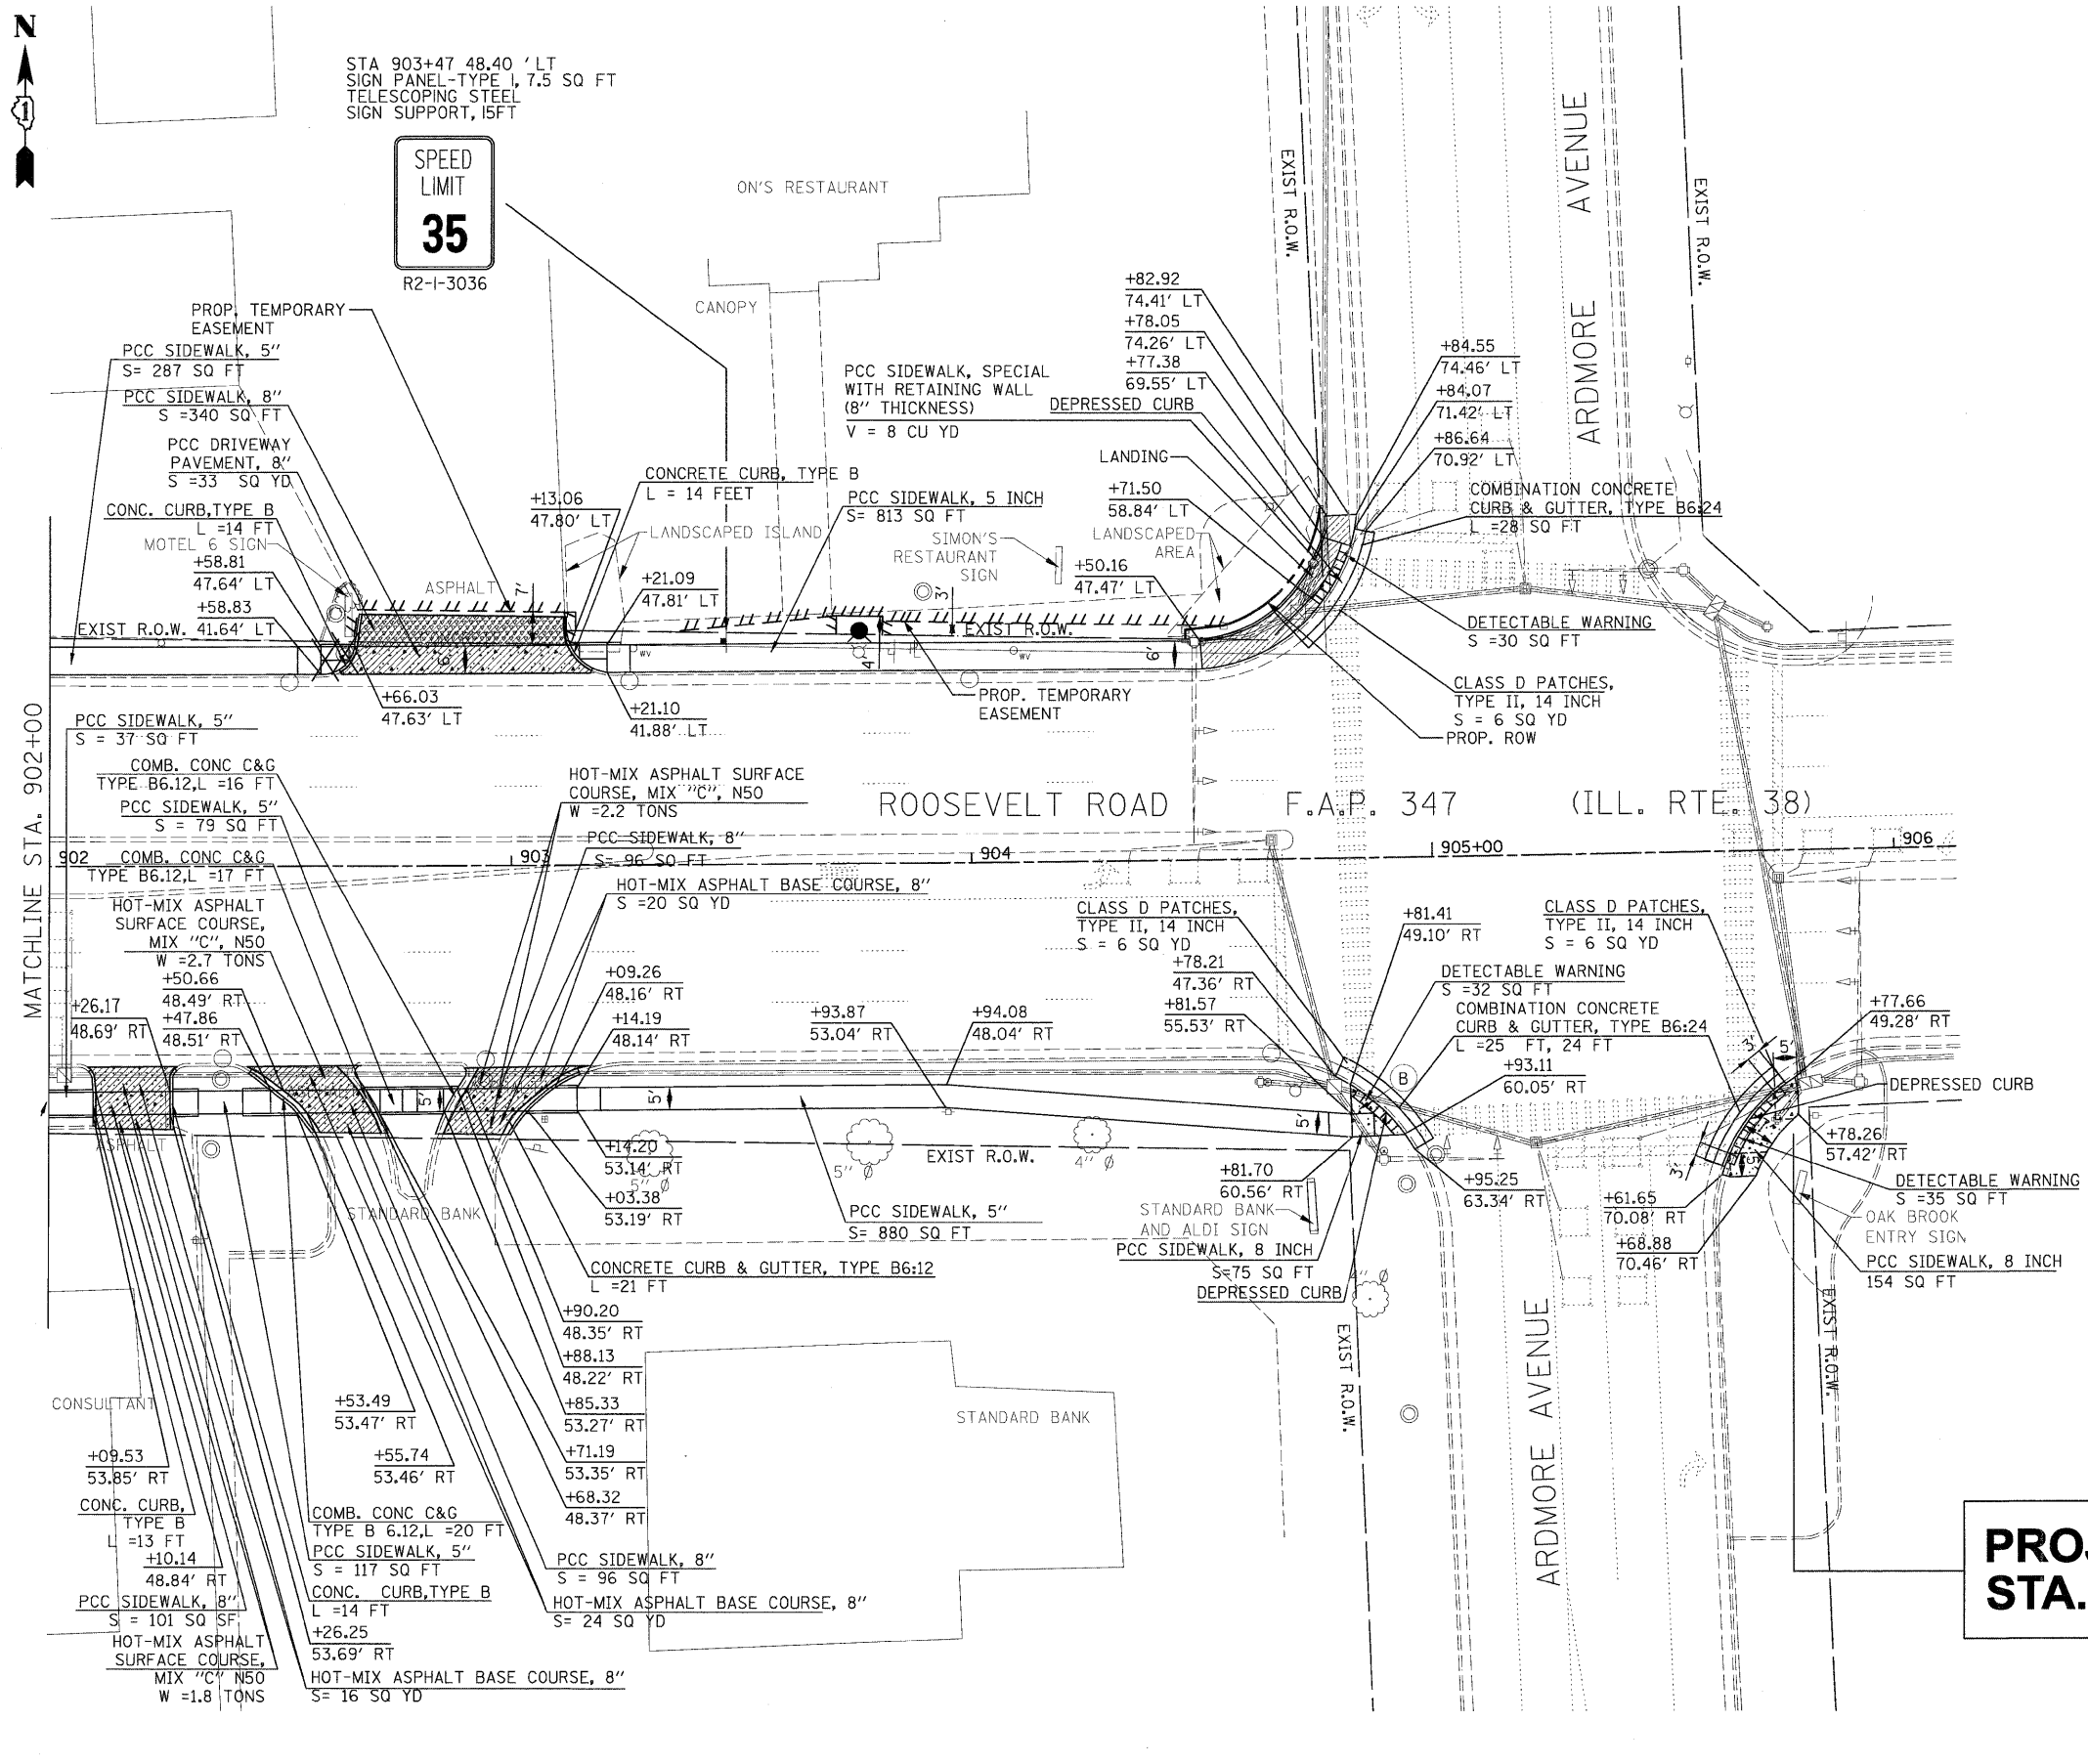 N
1
STA 903+47 48.40 ' LT
SIGN PANEL-TYPE 1, 7.5 SQ FT
TELESCOPING STEEL
SIGN SUPPORT, 15FT
SPEED
LIMIT
35
R2-1-3036
ON'S RESTAURANT
CANOPY
PROP. TEMPORARY
EASEMENT
PCC SIDEWALK, 5"
S= 287 SQ FT
PCC SIDEWALK, 8"
S =340 SQ FT
PCC DRIVEWAY
PAVEMENT, 8"
S =33 SQ YD
CONC. CURB,TYPE B
L =14 FT
MOTEL 6 SIGN
+58.81
47.64' LT
+58.83
EXIST R.O.W. 41.64' LT
ASPHALT
7'
6'
+66.03
47.63' LT
+13.06
47.80' LT
CONCRETE CURB, TYPE B
L = 14 FEET
LANDSCAPED ISLAND
+21.09
47.81' LT
+21.10
41.88' LT
WV
WV
PCC SIDEWALK, SPECIAL
WITH RETAINING WALL
(8" THICKNESS)
V = 8 CU YD
DEPRESSED CURB
LANDING
PCC SIDEWALK, 5 INCH
S= 813 SQ FT
SIMON'S
RESTAURANT
SIGN
LANDSCAPED
AREA
+71.50
58.84' LT
+50.16
47.47' LT
3'
EXIST R.O.W.
4'
6'
PROP. TEMPORARY
EASEMENT
+82.92
74.41' LT
+78.05
74.26' LT
+77.38
69.55' LT
+84.55
74.46' LT
+84.07
71.42' LT
+86.64
70.92' LT
COMBINATION CONCRETE
CURB & GUTTER, TYPE B6:24
L =28 SQ FT
DETECTABLE WARNING
S =30 SQ FT
CLASS D PATCHES,
TYPE II, 14 INCH
S = 6 SQ YD
PROP. ROW
EXIST R.O.W.
ARDMORE AVENUE
ARDMORE AVENUE
EXIST R.O.W.
MATCHLINE STA. 902+00
PCC SIDEWALK, 5"
S = 37 SQ FT
COMB. CONC C&G
TYPE B6.12,L =16 FT
PCC SIDEWALK, 5"
S = 79 SQ FT
902
COMB. CONC C&G
TYPE B6.12,L =17 FT
HOT-MIX ASPHALT
SURFACE COURSE,
MIX "C", N50
W =2.7 TONS
HOT-MIX ASPHALT SURFACE
COURSE, MIX "C", N50
W =2.2 TONS
PCC SIDEWALK, 8"
S= 96 SQ FT
903
HOT-MIX ASPHALT BASE COURSE, 8"
S =20 SQ YD
ROOSEVELT ROAD F.A.P. 347 (ILL. RTE. 38)
904
905+00
906
+50.66
48.49' RT
+47.86
48.51' RT
+26.17
48.69' RT
+09.26
48.16' RT
+14.19
48.14' RT
+93.87
53.04' RT
+94.08
48.04' RT
CLASS D PATCHES,
TYPE II, 14 INCH
S = 6 SQ YD
+78.21
47.36' RT
+81.57
55.53' RT
+81.41
49.10' RT
DETECTABLE WARNING
S =32 SQ FT
COMBINATION CONCRETE
CURB & GUTTER, TYPE B6:24
L =25 FT, 24 FT
CLASS D PATCHES,
TYPE II, 14 INCH
S = 6 SQ YD
+93.11
60.05' RT
+77.66
49.28' RT
B
3'
5'
DEPRESSED CURB
5'
5'
5'
ASPHALT
+14.20
53.14' RT
+03.38
53.19' RT
5" Ø
5" Ø
4" Ø
EXIST R.O.W.
PCC SIDEWALK, 5"
S= 880 SQ FT
STANDARD BANK
CONCRETE CURB & GUTTER, TYPE B6:12
L =21 FT
+81.70
60.56' RT
STANDARD BANK
AND ALDI SIGN
PCC SIDEWALK, 8 INCH
S=75 SQ FT
DEPRESSED CURB
4" Ø
+95.25
63.34' RT
3'
5'
+61.65
70.08' RT
+68.88
70.46' RT
+78.26
57.42' RT
DETECTABLE WARNING
S =35 SQ FT
OAK BROOK
ENTRY SIGN
PCC SIDEWALK, 8 INCH
154 SQ FT
EXIST R.O.W.
EXIST R.O.W.
ARDMORE AVENUE
+90.20
48.35' RT
+88.13
48.22' RT
+85.33
53.27' RT
+71.19
53.35' RT
+68.32
48.37' RT
STANDARD BANK
CONSULTANT
+53.49
53.47' RT
+55.74
53.46' RT
+09.53
53.85' RT
CONC. CURB,
TYPE B
L =13 FT
+10.14
48.84' RT
PCC SIDEWALK, 8"
S = 101 SQ SF
HOT-MIX ASPHALT
SURFACE COURSE,
MIX "C" N50
W =1.8 TONS
COMB. CONC C&G
TYPE B 6.12,L =20 FT
PCC SIDEWALK, 5"
S = 117 SQ FT
CONC. CURB,TYPE B
L =14 FT
+26.25
53.69' RT
HOT-MIX ASPHALT BASE COURSE, 8"
S= 16 SQ YD
PCC SIDEWALK, 8"
S = 96 SQ FT
HOT-MIX ASPHALT BASE COURSE, 8"
S= 24 SQ YD
PROJ
STA.